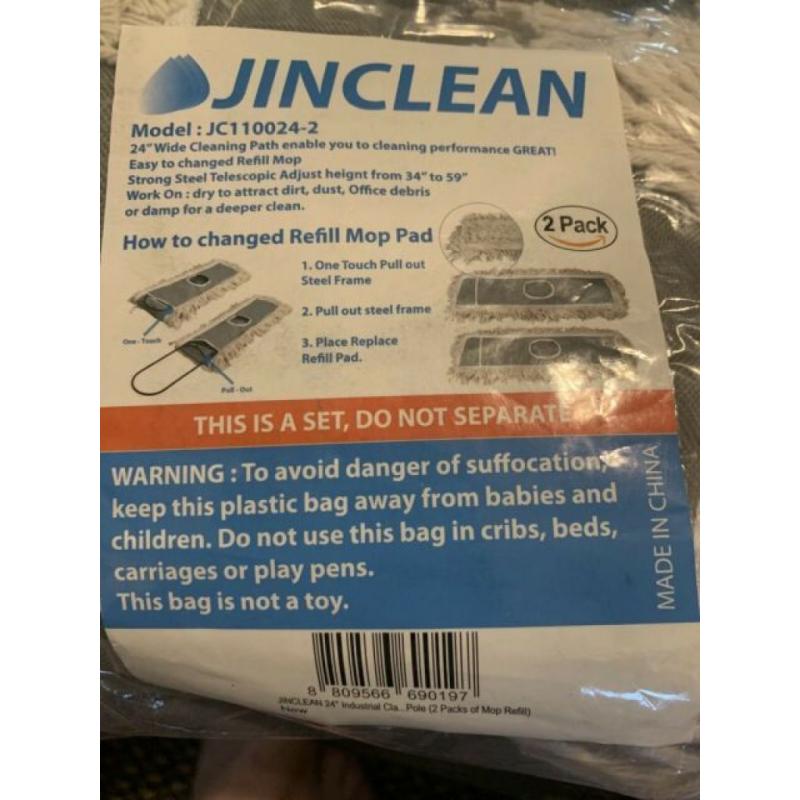 JINCLEAN
Model : JC110024-2
24" Wide Cleaning Path enable you to cleaning performance GREAT!
Easy to changed Refill Mop
Strong Steel Telescopic Adjust heignt from 34" to 59"
Work On : dry to attract dirt, dust, Office debris
or damp for a deeper clean.
How to changed Refill Mop Pad
2 Pack
1. One Touch Pull out
Steel Frame
2. Pull out steel frame
3. Place Replace
Refill Pad.
One - Touch
Pull - Out
THIS IS A SET, DO NOT SEPARATE
WARNING : To avoid danger of suffocation,
keep this plastic bag away from babies and
children. Do not use this bag in cribs, beds,
carriages or play pens.
This bag is not a toy.
MADE IN CHINA
8 809566 690197
JINCLEAN 24" Industrial Cla... Pole (2 Packs of Mop Refill)
New